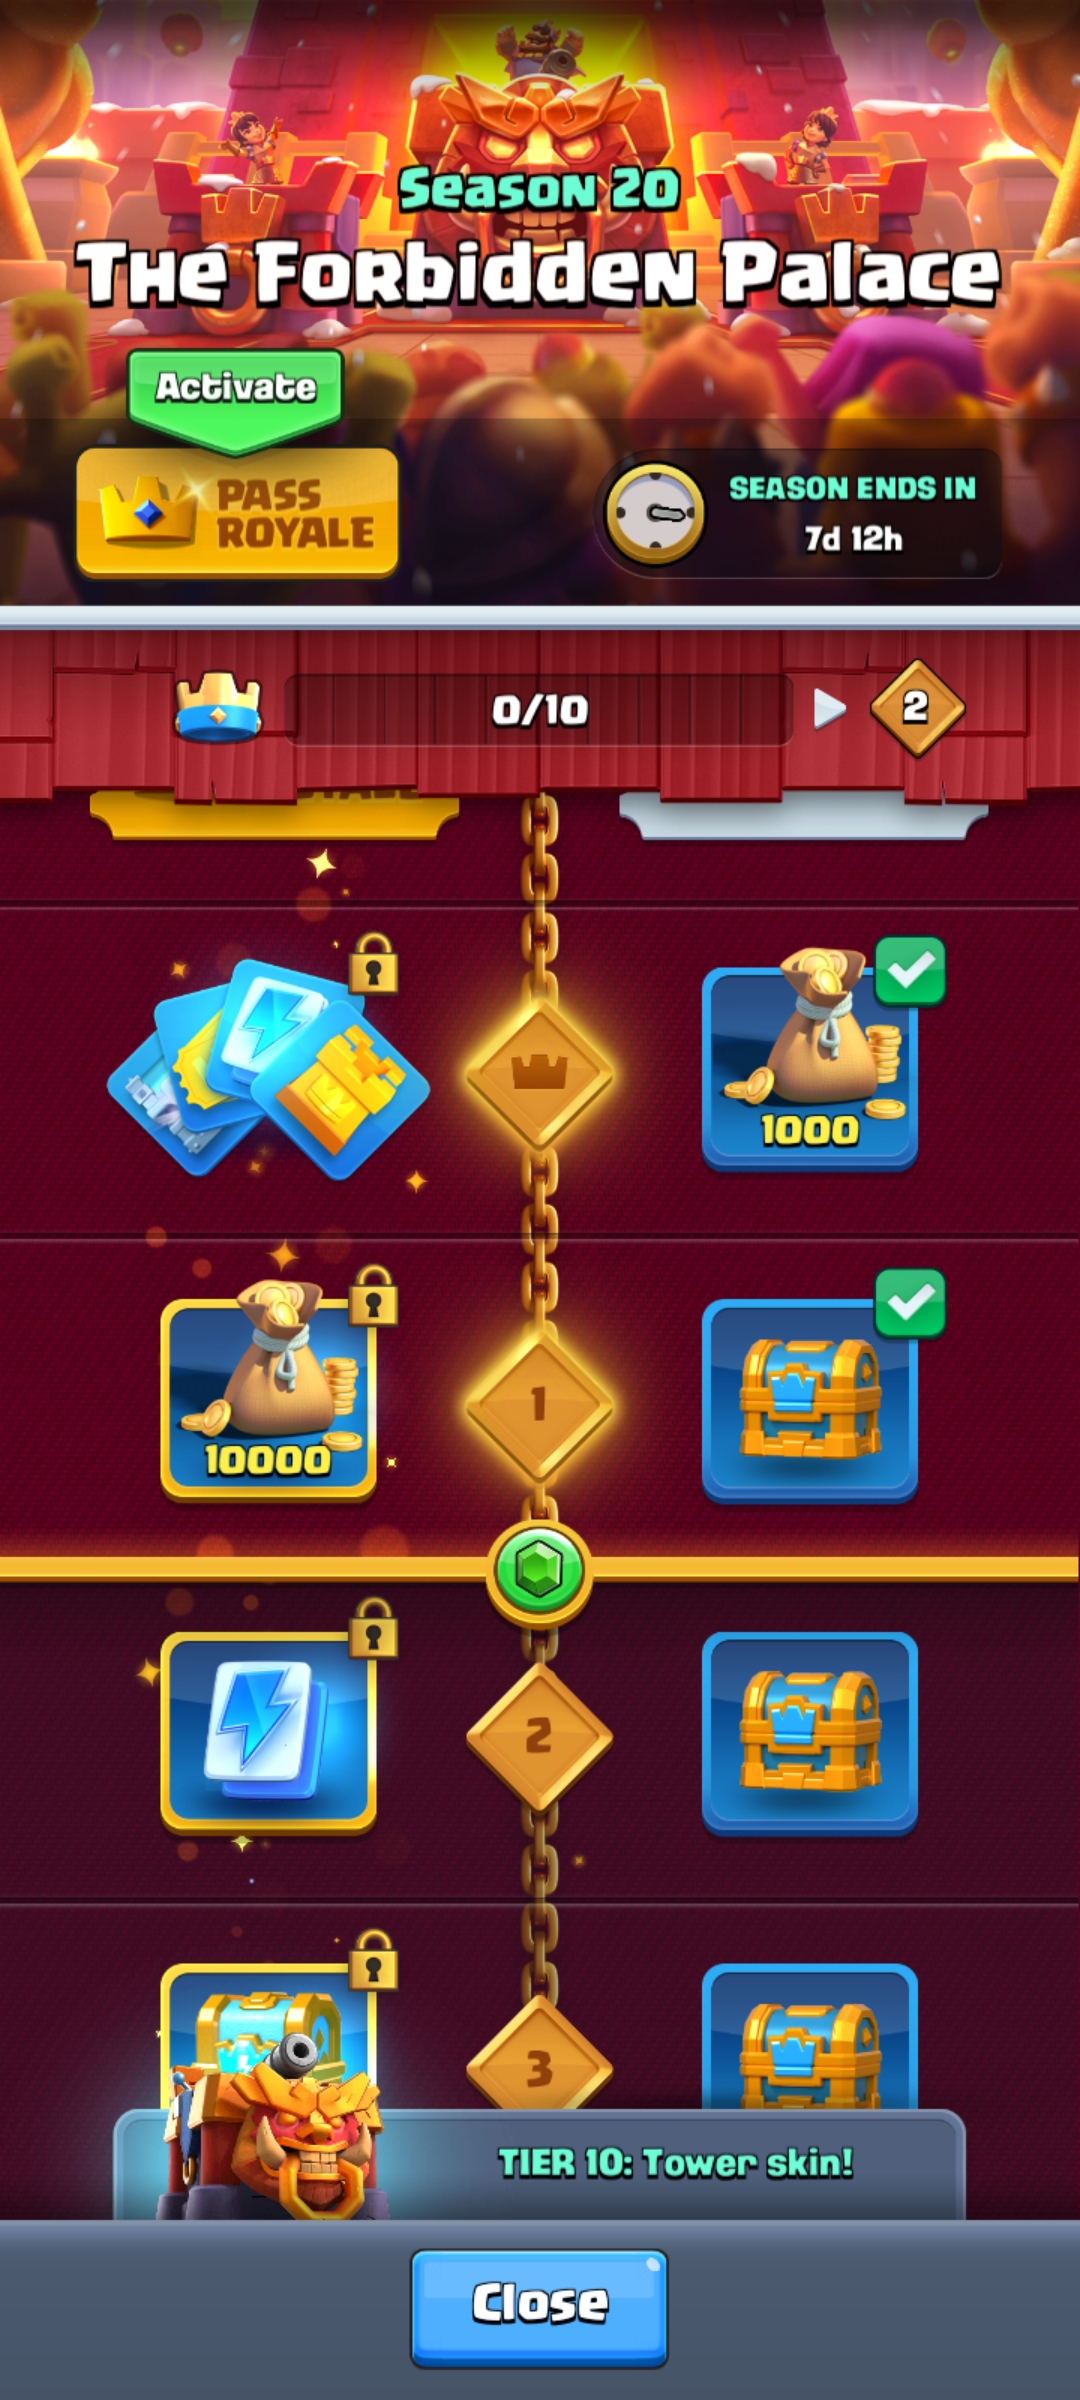 Season 20
The Forbidden Palace
Activate
PASS
ROYALE
SEASON ENDS IN
7d 12h
0/10
2
1000
1
10000
2
3
TIER 10: Tower skin!
Close